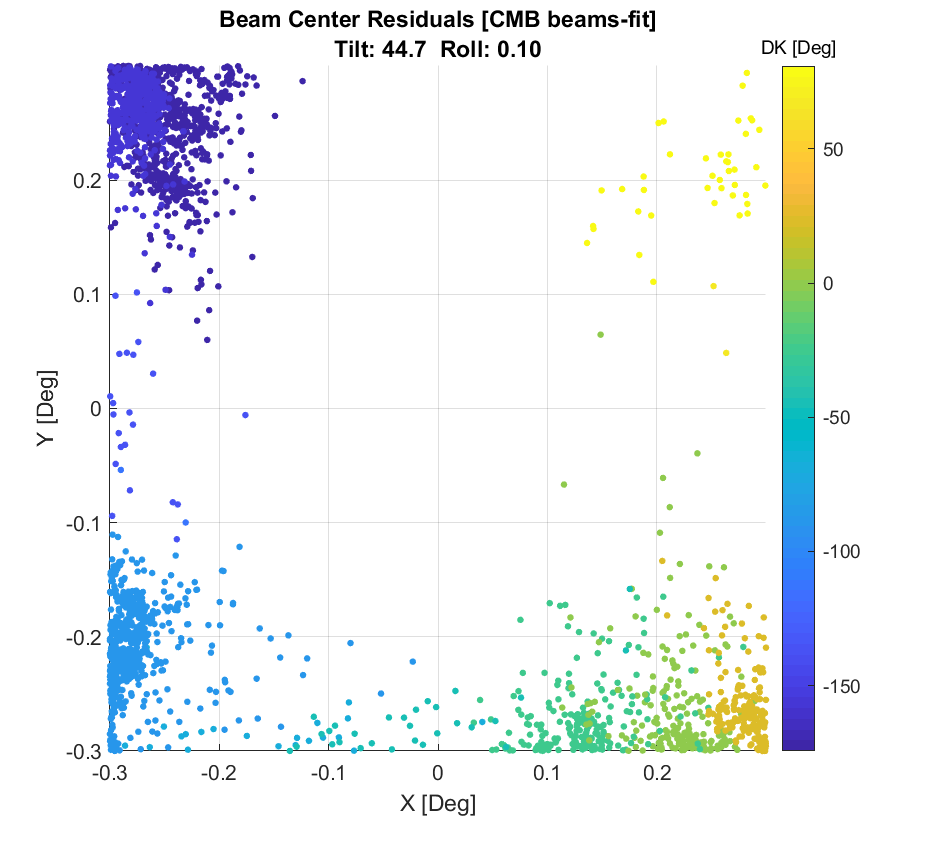 Beam Center Residuals [CMB beams-fit]
Tilt: 44.7  Roll: 0.10
DK [Deg]
50
0
-50
-100
-150
Y [Deg]
0.2
0.1
0
-0.1
-0.2
-0.3
-0.3 -0.2 -0.1 0 0.1 0.2
X [Deg]